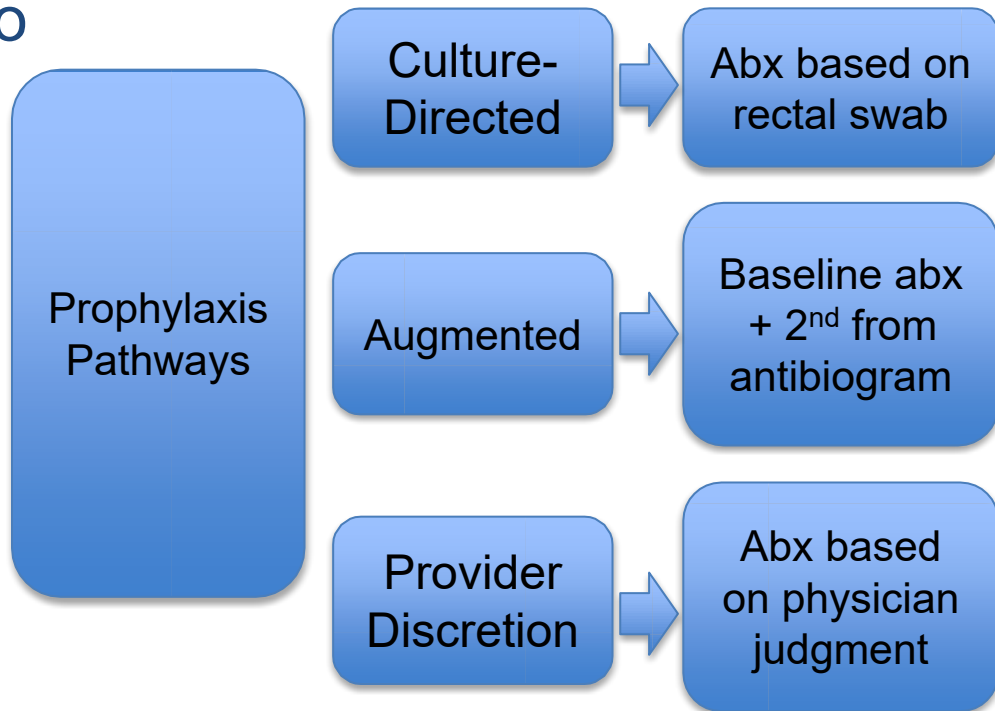 Prophylaxis
Pathways
Culture-
Directed
Abx based on
rectal swab
Augmented
Baseline abx
+ 2nd from
antibiogram
Provider
Discretion
Abx based
on physician
judgment